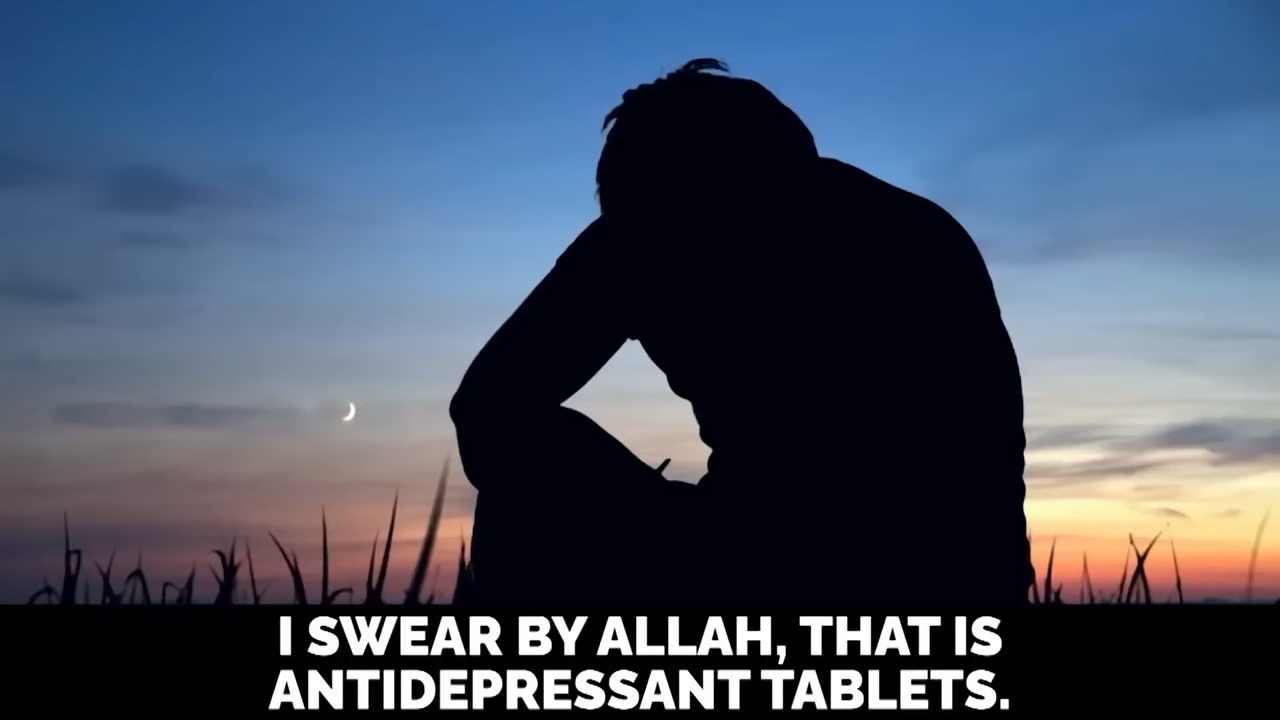 I SWEAR BY ALLAH, THAT IS
ANTIDEPRESSANT TABLETS.